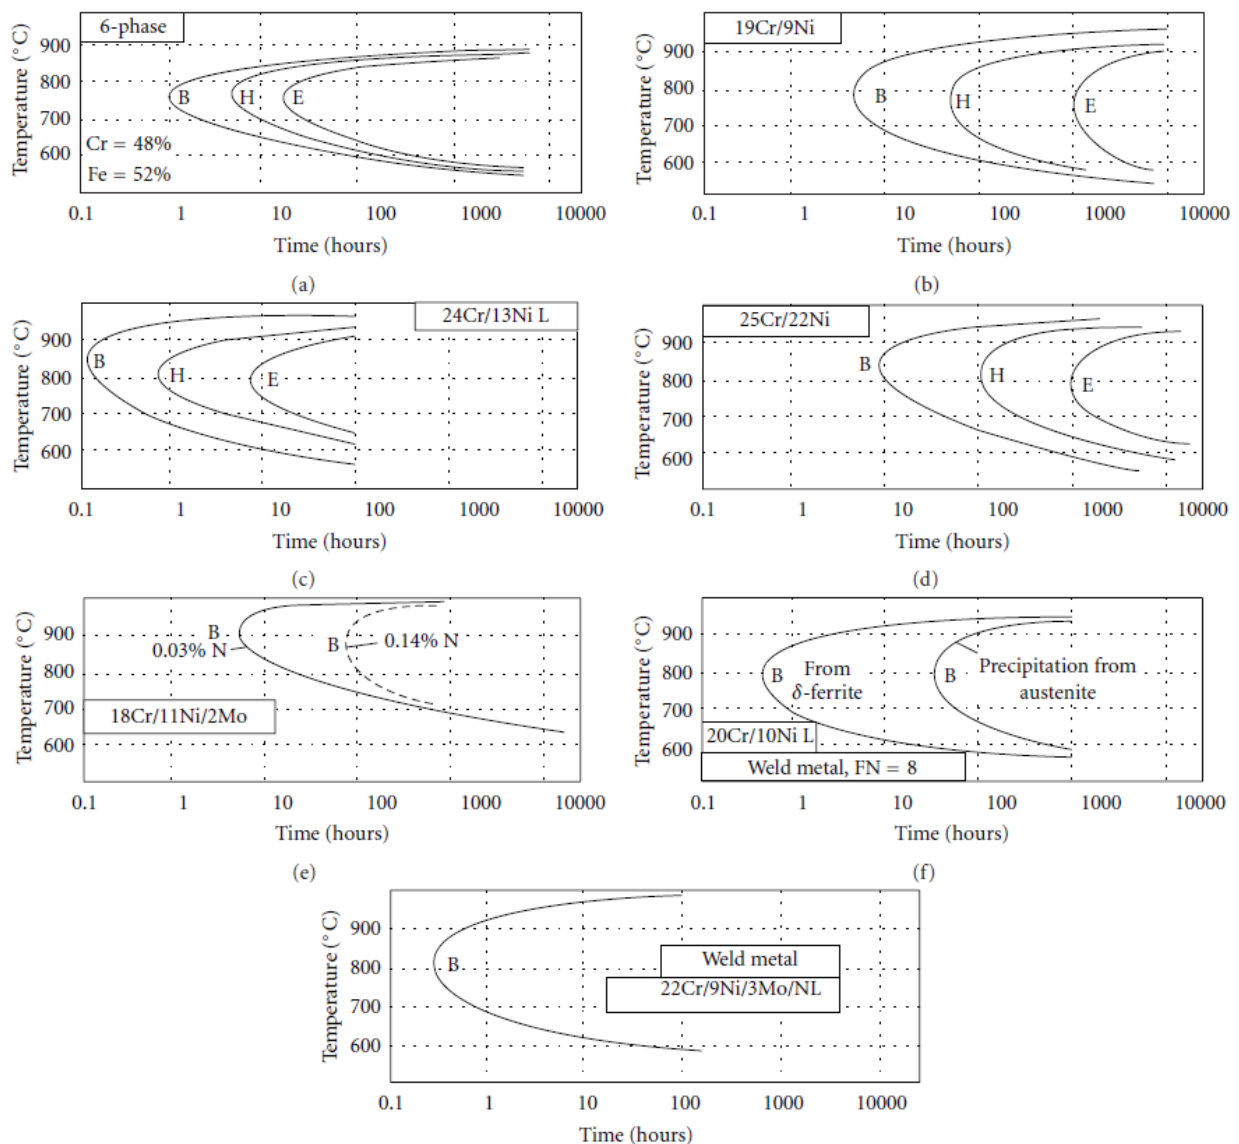 6-phase
Temperature (°C)
900
800
700
600
B
H
E
Cr = 48%
Fe = 52%
0.1
1
10
100
1000
10000
Time (hours)
(a)
19Cr/9Ni
Temperature (°C)
900
800
700
600
B
H
E
0.1
1
10
100
1000
10000
Time (hours)
(b)
24Cr/13Ni L
Temperature (°C)
900
800
700
600
B
H
E
0.1
1
10
100
1000
10000
Time (hours)
(c)
25Cr/22Ni
Temperature (°C)
900
800
700
600
B
H
E
0.1
1
10
100
1000
10000
Time (hours)
(d)
Temperature (°C)
900
800
700
600
B
0.03% N
B
0.14% N
18Cr/11Ni/2Mo
0.1
1
10
100
1000
10000
Time (hours)
(e)
Temperature (°C)
900
800
700
600
B
From
δ-ferrite
B
Precipitation from
austenite
20Cr/10Ni L
Weld metal, FN = 8
0.1
1
10
100
1000
10000
Time (hours)
(f)
Temperature (°C)
900
800
700
600
B
Weld metal
22Cr/9Ni/3Mo/NL
0.1
1
10
100
1000
10000
Time (hours)